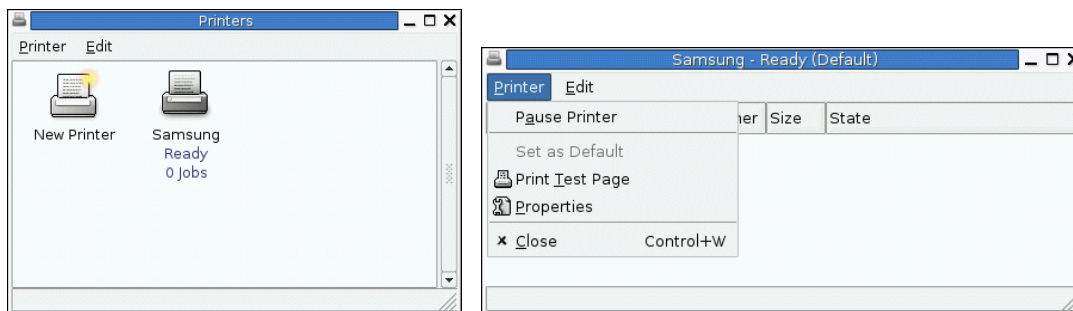 Printers
Printer Edit
New Printer
Samsung
Ready
0 Jobs
Samsung - Ready (Default)
Printer Edit
Pause Printer
Size State
Set as Default
Print Test Page
Properties
Close Control+W